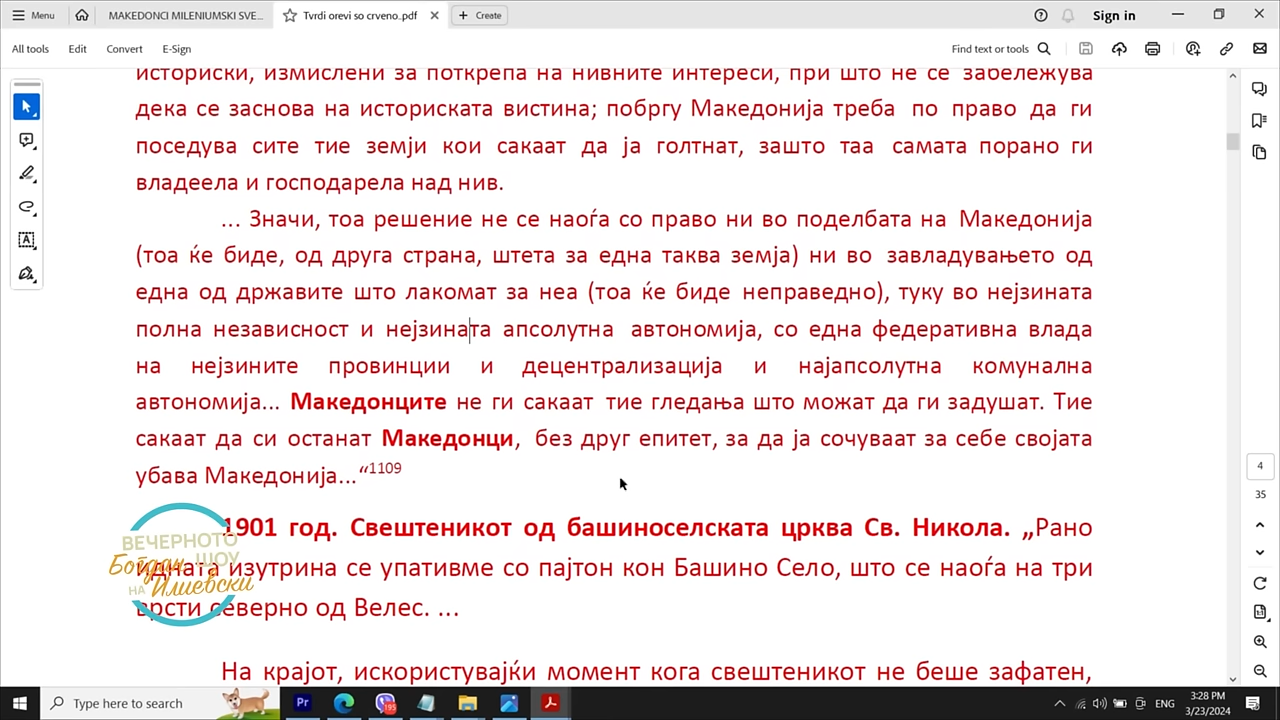 Menu
MAKEDONCI MILENIUMSKI SVE...
Tvrdi orevi so crveno..pdf
Create
Sign in
All tools
Edit
Convert
E-Sign
Find text or tools
историски, измислени за поткрепа на нивните интереси, при што не се забележува
дека се заснова на историската вистина; побргу Македонија треба по право да ги
поседува сите тие земји кои сакаат да ја голтнат, зашто таа самата порано ги
владеела и господарела над нив.
... Значи, тоа решение не се наоѓа со право ни во поделбата на Македонија
(тоа ќе биде, од друга страна, штета за една таква земја) ни во завладувањето од
една од државите што лакомат за неа (тоа ќе биде неправедно), туку во нејзината
полна независност и нејзината апсолутна автономија, со една федеративна влада
на нејзините провинции и децентрализација и најапсолутна комунална
автономија... Македонците не ги сакаат тие гледања што можат да ги задушат. Тие
сакаат да си останат Македонци, без друг епитет, за да ја сочуваат за себе својата
убава Македонија...“1109
1901 год. Свештеникот од башиноселската црква Св. Никола. „Рано
идната изутрина се упативме со пајтон кон Башино Село, што се наоѓа на три
врсти северно од Велес. ...
На крајот, искористувајќи момент кога свештеникот не беше зафатен,
ВЕЧЕРНОТО
ШОУ
НА
Богдан
Илиевски
4
35
Type here to search
Pr
195
ENG
3:28 PM
3/23/2024